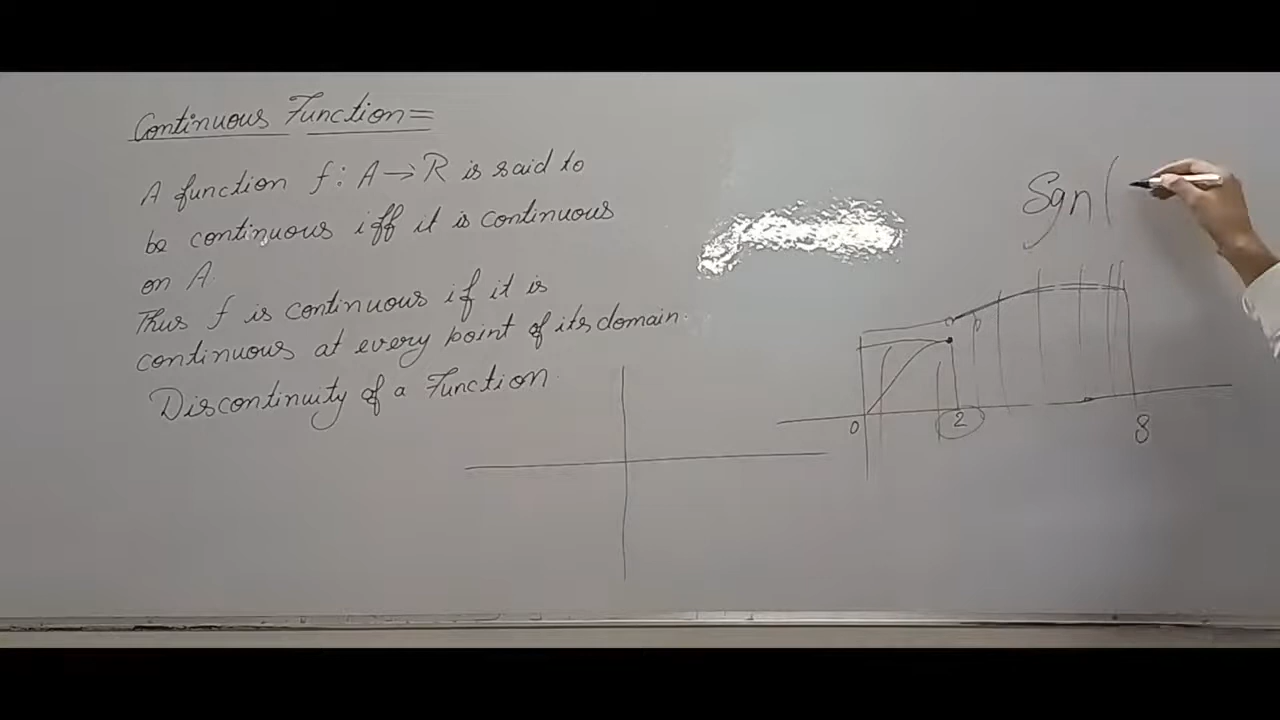 Continuous Function =
A function f : A → R is said to
be continuous iff it is continuous
on A.
Thus f is continuous if it is
continuous at every point of its domain.
Discontinuity of a Function.
Sgn(
0
2
8